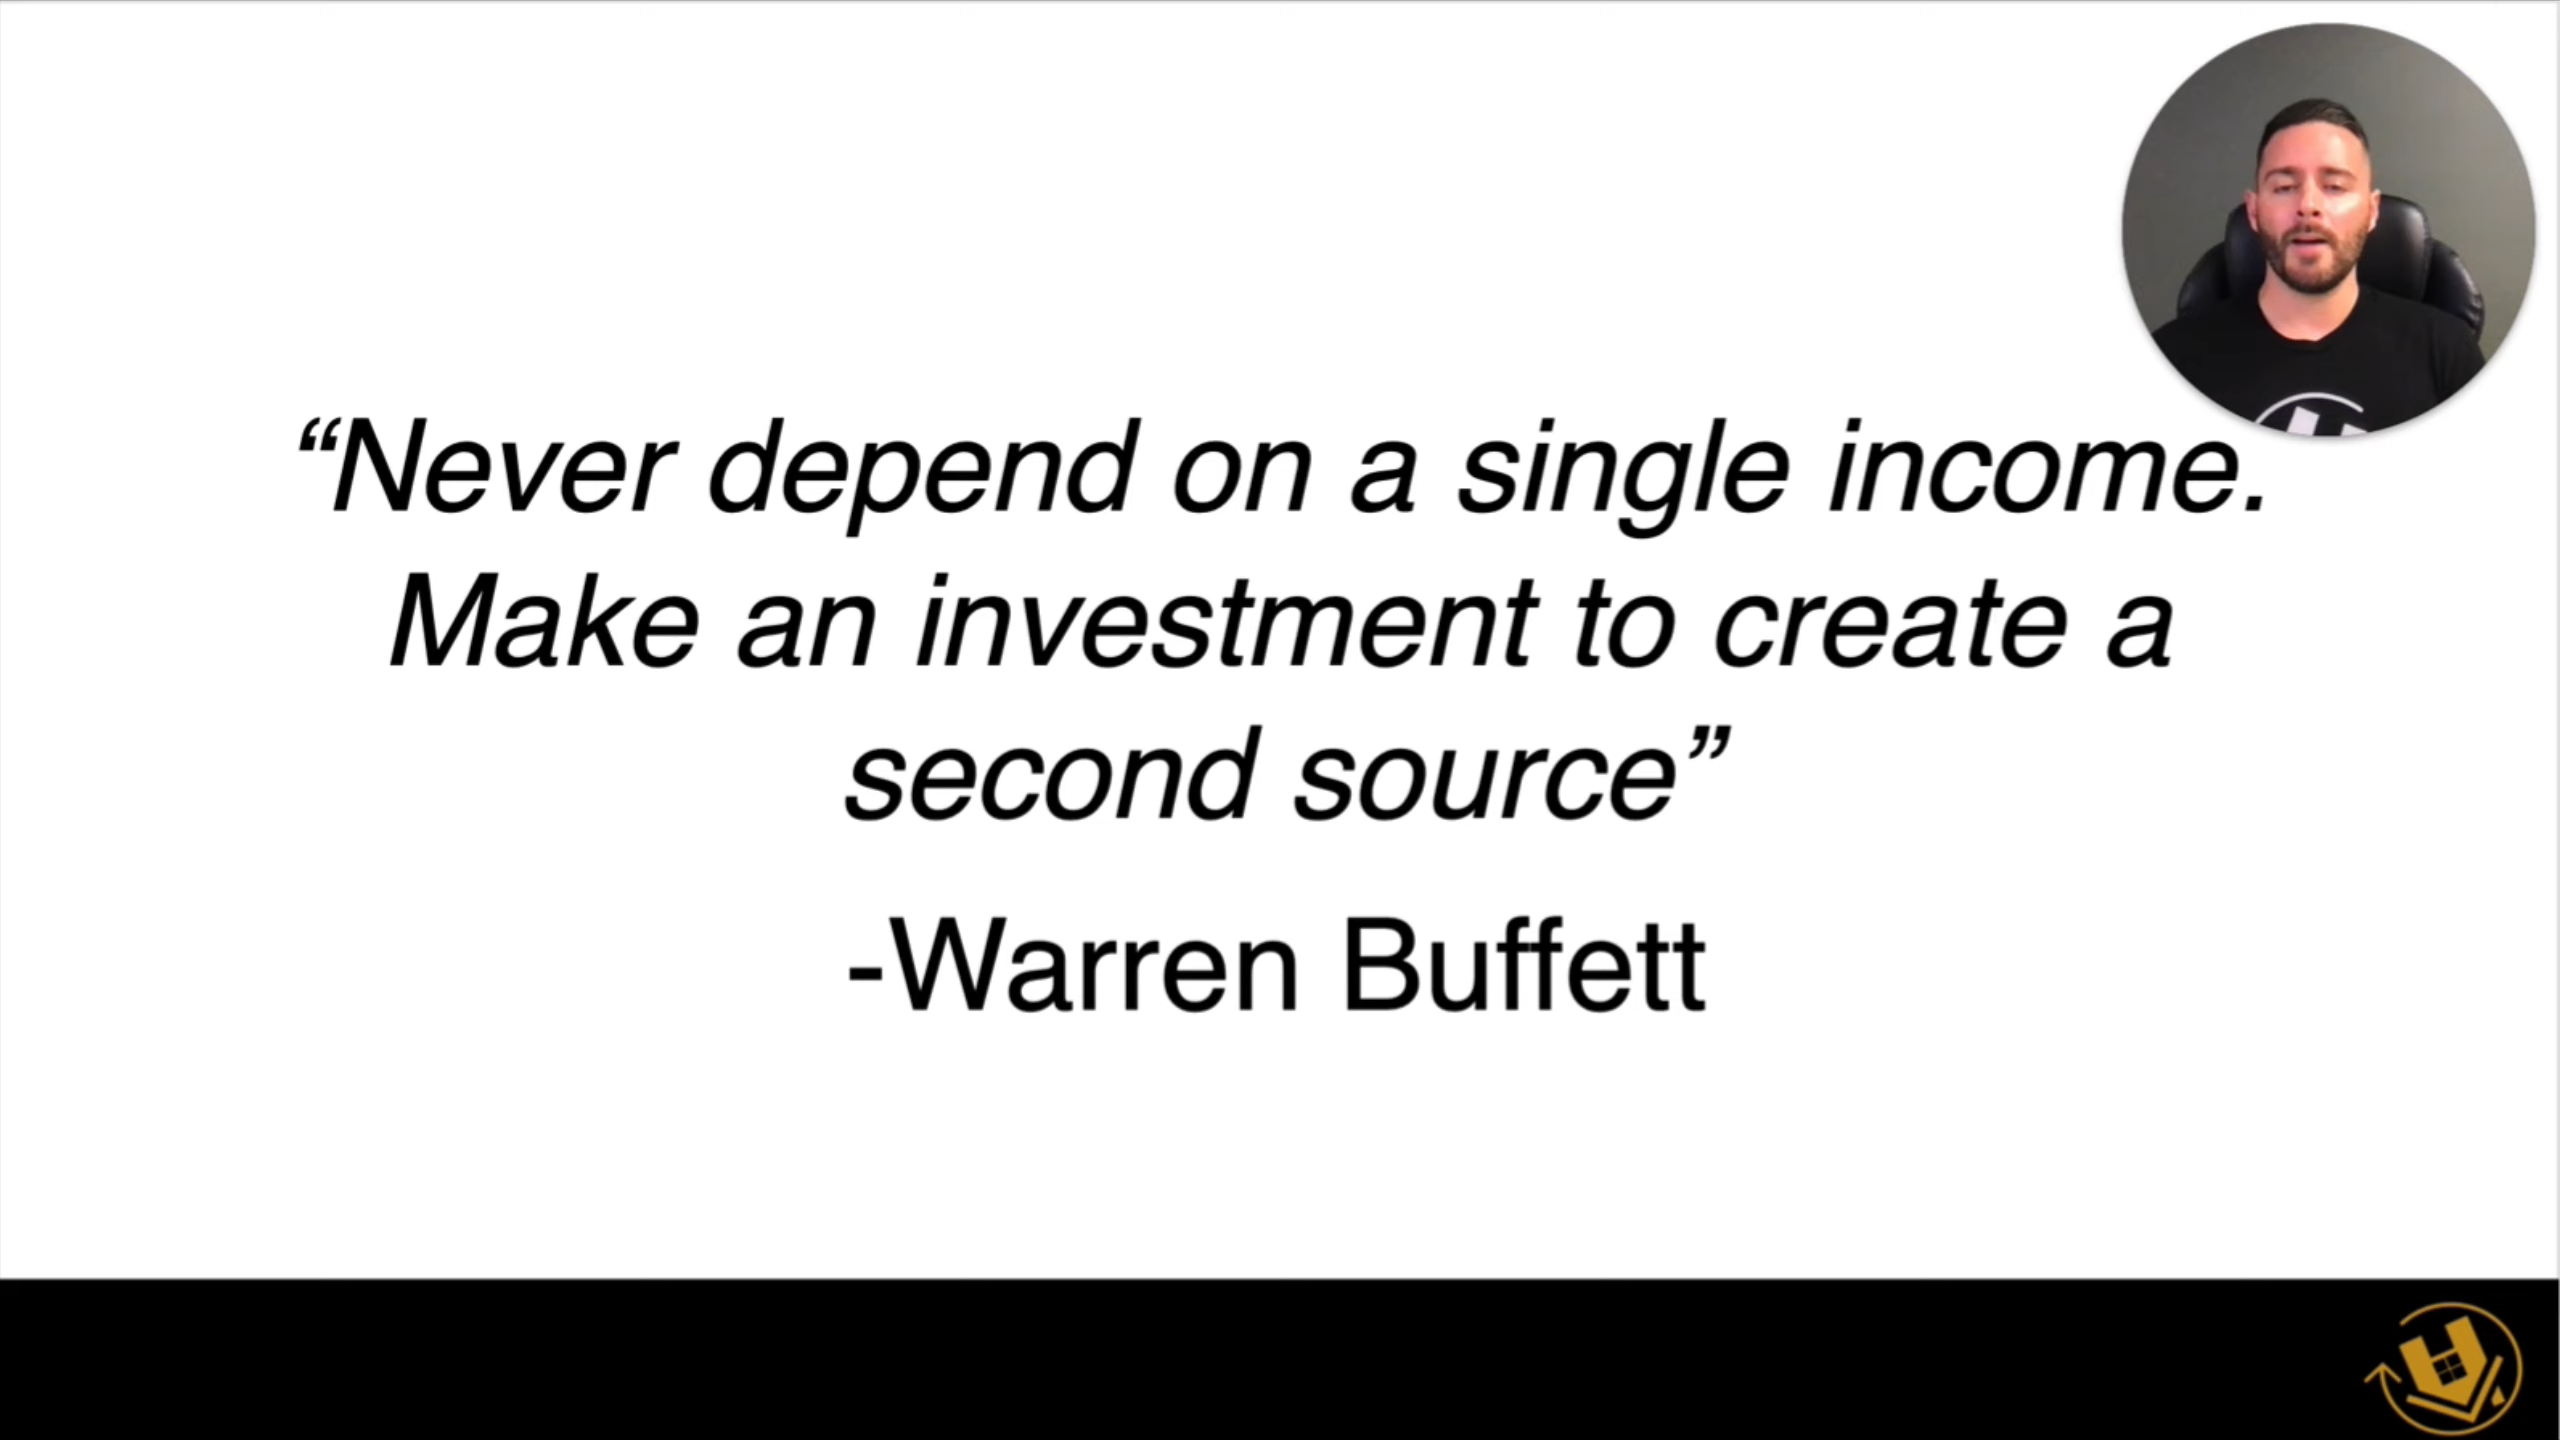 “Never depend on a single income.
Make an investment to create a
second source”
-Warren Buffett